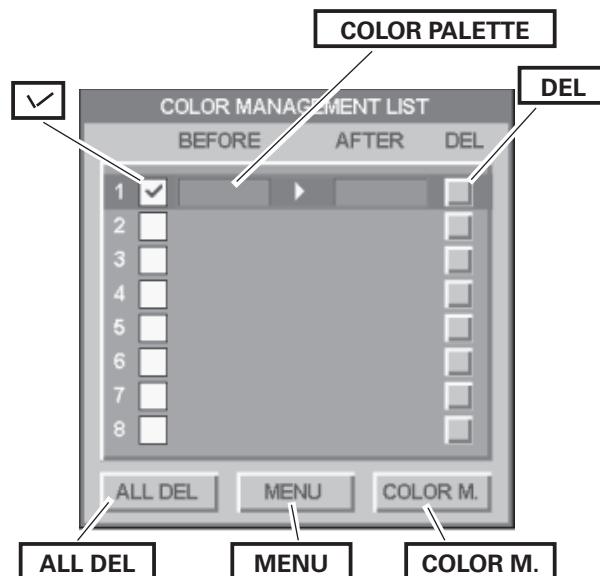 COLOR PALETTE
DEL
COLOR MANAGEMENT LIST
BEFORE AFTER DEL
1
2
3
4
5
6
7
8
ALL DEL MENU COLOR M.
ALL DEL MENU COLOR M.